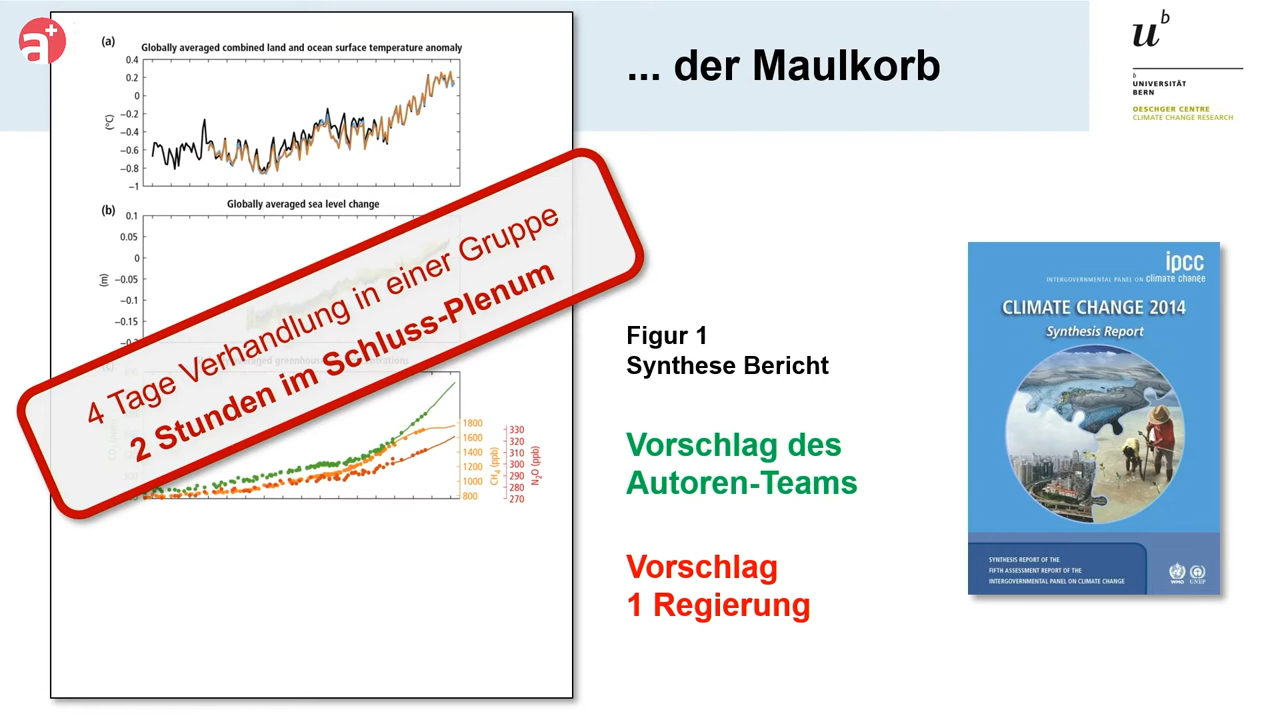 a+
... der Maulkorb
u^b
b
UNIVERSITÄT
BERN
OESCHGER CENTRE
CLIMATE CHANGE RESEARCH
(a)
Globally averaged combined land and ocean surface temperature anomaly
0.4
0.2
0
−0.2
−0.4
−0.6
−0.8
−1
(°C)
(b)
Globally averaged sea level change
0.1
0.05
0
−0.05
−0.1
−0.15
(m)
4 Tage Verhandlung in einer Gruppe
2 Stunden im Schluss-Plenum
1800
1600
1400
1200
1000
800
CH4 (ppb)
330
320
310
300
290
280
270
N2O (ppb)
Figur 1
Synthese Bericht
Vorschlag des
Autoren-Teams
Vorschlag
1 Regierung
ipcc
INTERGOVERNMENTAL PANEL ON climate change
CLIMATE CHANGE 2014
Synthesis Report
SYNTHESIS REPORT OF THE
FIFTH ASSESSMENT REPORT OF THE
INTERGOVERNMENTAL PANEL ON CLIMATE CHANGE
WMO
UNEP